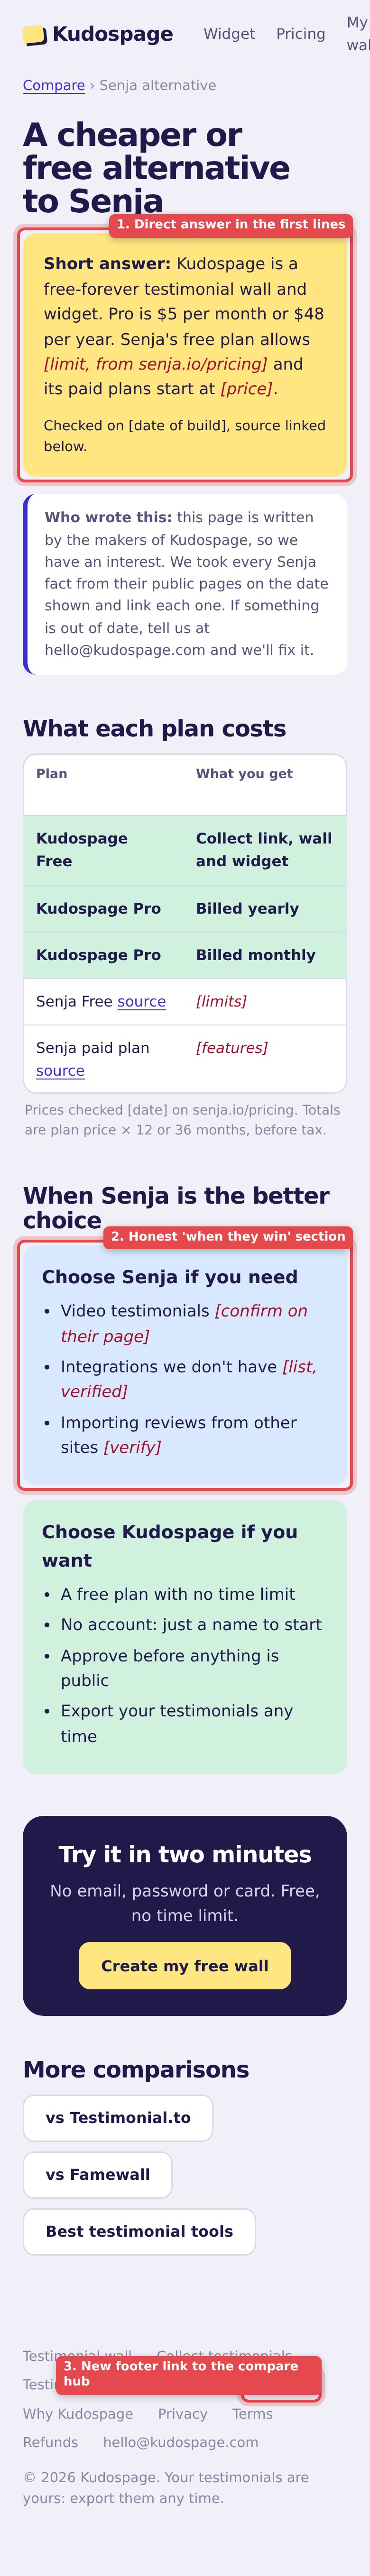 Kudospage
Widget
Pricing
My
Compare › Senja alternative
A cheaper or
free alternative
to Senja
1. Direct answer in the first lines
Short answer: Kudospage is a
free-forever testimonial wall and
widget. Pro is $5 per month or $48
per year. Senja's free plan allows
[limit, from senja.io/pricing] and
its paid plans start at [price].
Checked on [date of build], source linked
below.
Who wrote this: this page is written
by the makers of Kudospage, so we
have an interest. We took every Senja
fact from their public pages on the date
shown and link each one. If something
is out of date, tell us at
hello@kudospage.com and we'll fix it.
What each plan costs
Plan
What you get
Kudospage
Free
Collect link, wall
and widget
Kudospage Pro
Billed yearly
Kudospage Pro
Billed monthly
Senja Free source
[limits]
Senja paid plan
source
[features]
Prices checked [date] on senja.io/pricing. Totals
are plan price × 12 or 36 months, before tax.
When Senja is the better
choice
2. Honest 'when they win' section
Choose Senja if you need
• Video testimonials [confirm on
their page]
• Integrations we don't have [list,
verified]
• Importing reviews from other
sites [verify]
Choose Kudospage if you
want
• A free plan with no time limit
• No account: just a name to start
• Approve before anything is
public
• Export your testimonials any
time
Try it in two minutes
No email, password or card. Free,
no time limit.
Create my free wall
More comparisons
vs Testimonial.to
vs Famewall
Best testimonial tools
Testimonial wall
Collect testimonials
3. New footer link to the compare
hub
Why Kudospage
Privacy
Terms
Refunds
hello@kudospage.com
© 2026 Kudospage. Your testimonials are
yours: export them any time.